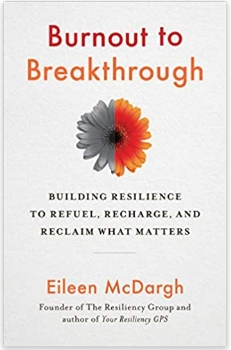 Burnout to
Breakthrough
BUILDING RESILIENCE
TO REFUEL, RECHARGE, AND
RECLAIM WHAT MATTERS
Eileen McDargh
Founder of The Resiliency Group and
author of Your Resiliency GPS